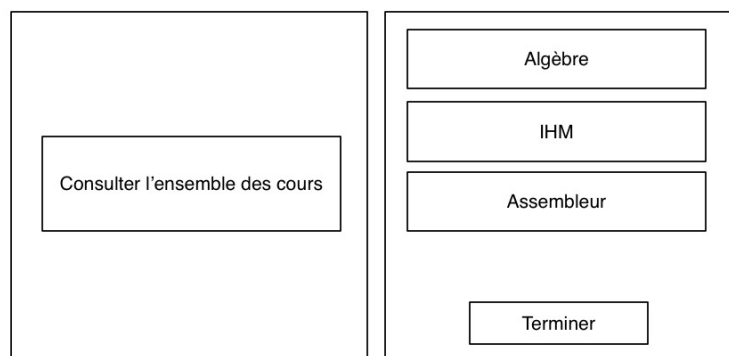 Consulter l’ensemble des cours
Algèbre
IHM
Assembleur
Terminer